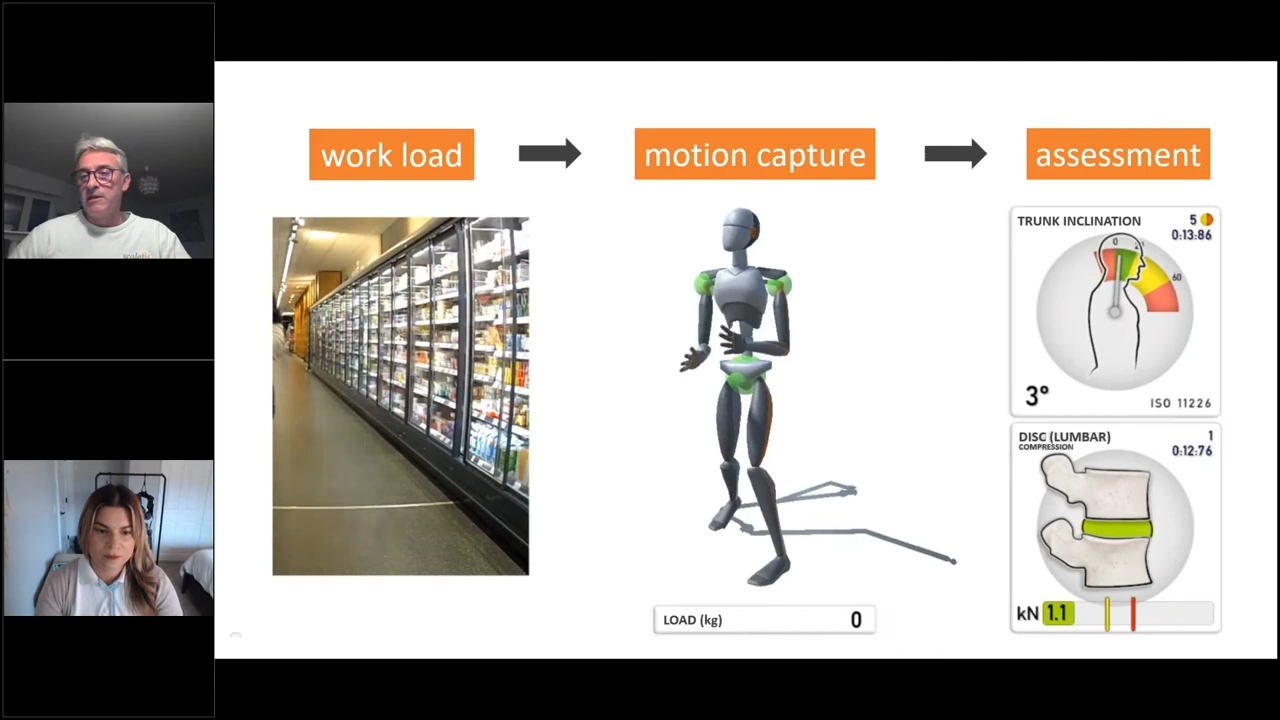 work load
motion capture
assessment
TRUNK INCLINATION
5
0:13:86
0
60
3°
ISO 11226
DISC (LUMBAR)
COMPRESSION
1
0:12:76
kN 1.1
LOAD (kg) 0